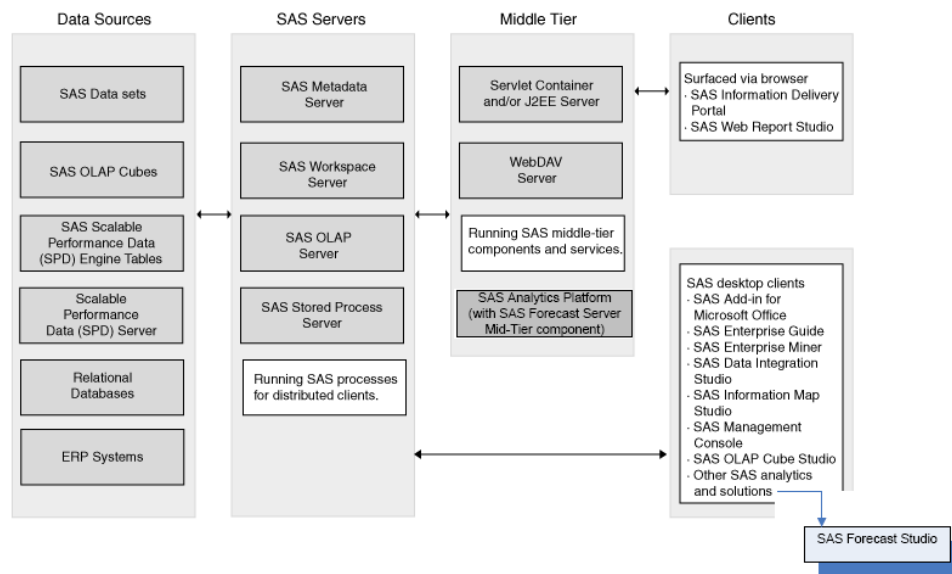 Data Sources
SAS Servers
Middle Tier
Clients
SAS Data sets
SAS OLAP Cubes
SAS Scalable
Performance Data
(SPD) Engine Tables
Scalable
Performance
Data (SPD) Server
Relational
Databases
ERP Systems
SAS Metadata
Server
SAS Workspace
Server
SAS OLAP
Server
SAS Stored Process
Server
Running SAS processes
for distributed clients.
Servlet Container
and/or J2EE Server
WebDAV
Server
Running SAS middle-tier
components and services.
SAS Analytics Platform
(with SAS Forecast Server
Mid-Tier component)
Surfaced via browser
· SAS Information Delivery
Portal
· SAS Web Report Studio
SAS desktop clients
· SAS Add-in for
Microsoft Office
· SAS Enterprise Guide
· SAS Enterprise Miner
· SAS Data Integration
Studio
· SAS Information Map
Studio
· SAS Management
Console
· SAS OLAP Cube Studio
· Other SAS analytics
and solutions
SAS Forecast Studio